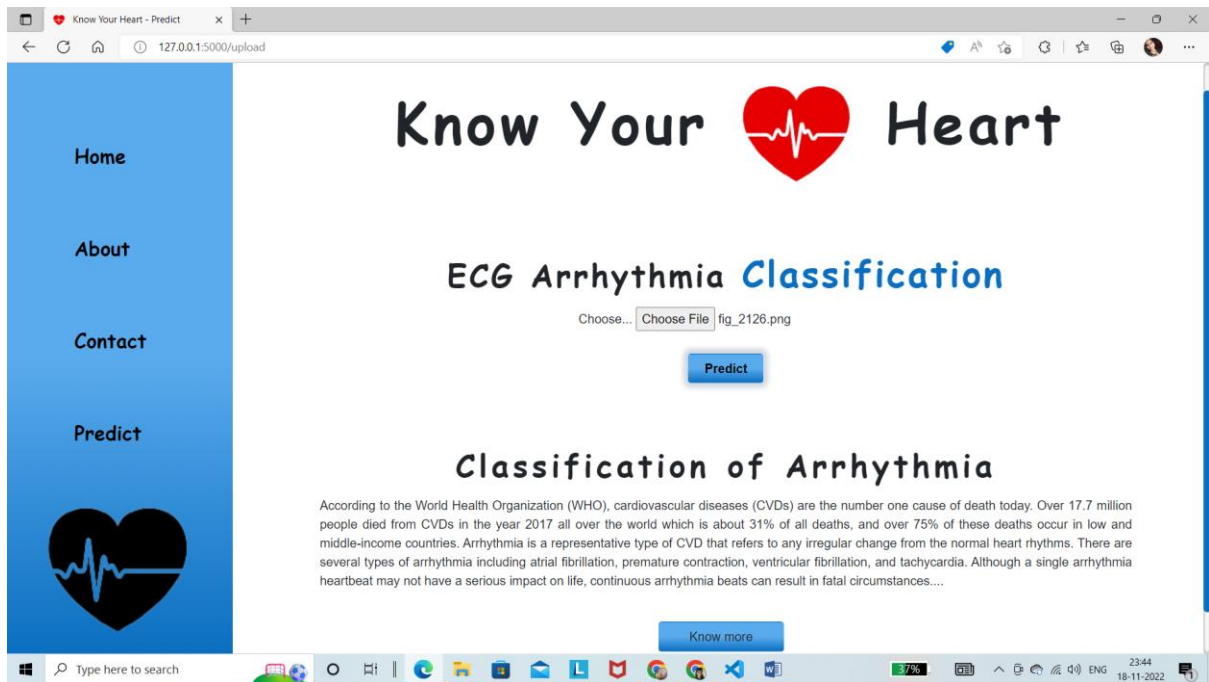 Know Your Heart - Predict
127.0.0.1:5000/upload
Home
About
Contact
Predict
Know Your Heart
ECG Arrhythmia Classification
Choose... Choose File fig_2126.png
Predict
Classification of Arrhythmia
According to the World Health Organization (WHO), cardiovascular diseases (CVDs) are the number one cause of death today. Over 17.7 million
people died from CVDs in the year 2017 all over the world which is about 31% of all deaths, and over 75% of these deaths occur in low and
middle-income countries. Arrhythmia is a representative type of CVD that refers to any irregular change from the normal heart rhythms. There are
several types of arrhythmia including atrial fibrillation, premature contraction, ventricular fibrillation, and tachycardia. Although a single arrhythmia
heartbeat may not have a serious impact on life, continuous arrhythmia beats can result in fatal circumstances....
Know more
Type here to search
37%
ENG
23:44
18-11-2022